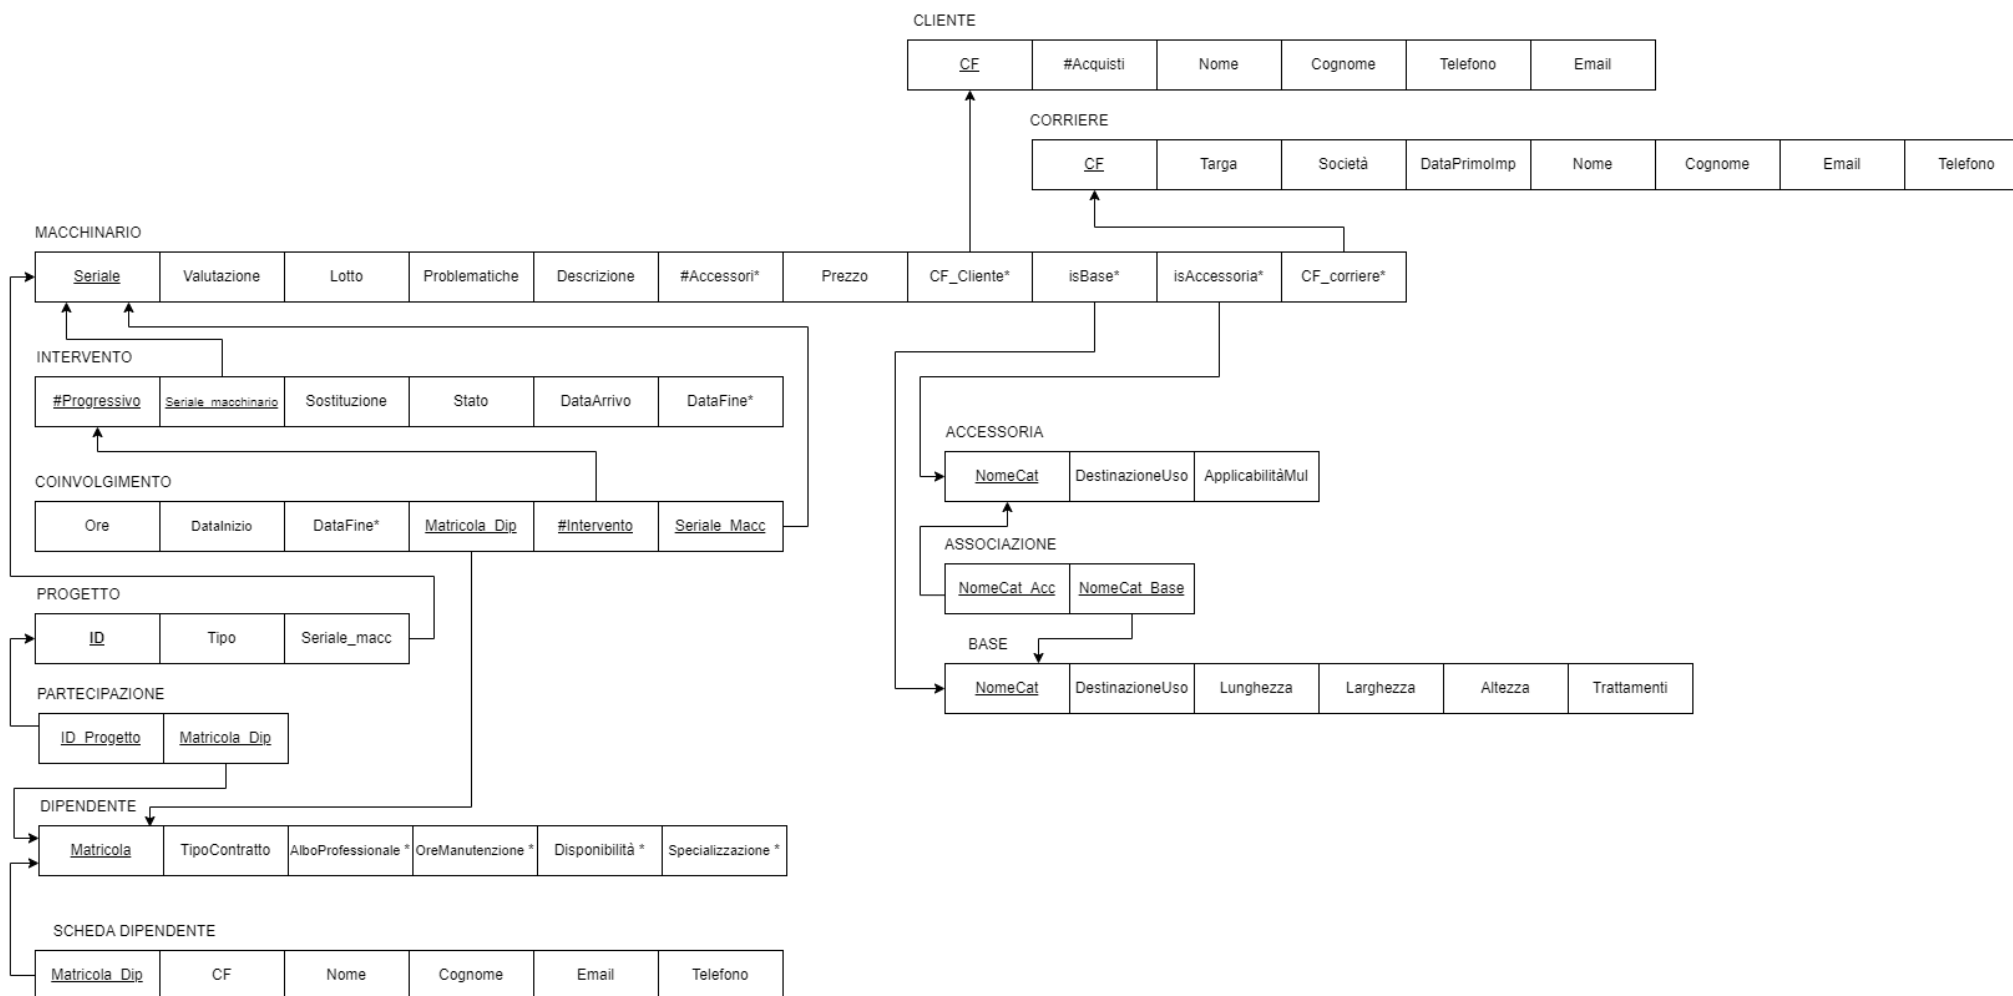 CLIENTE
CF #Acquisti Nome Cognome Telefono Email
CORRIERE
CF Targa Società DataPrimoImp Nome Cognome Email Telefono
MACCHINARIO
Seriale Valutazione Lotto Problematiche Descrizione #Accessori* Prezzo CF_Cliente* isBase* isAccessoria* CF_corriere*
INTERVENTO
#Progressivo Seriale_macchinario Sostituzione Stato DataArrivo DataFine*
ACCESSORIA
NomeCat DestinazioneUso ApplicabilitàMul
COINVOLGIMENTO
Ore DataInizio DataFine* Matricola_Dip #Intervento Seriale_Macc
ASSOCIAZIONE
NomeCat_Acc NomeCat_Base
PROGETTO
ID Tipo Seriale_macc
BASE
NomeCat DestinazioneUso Lunghezza Larghezza Altezza Trattamenti
PARTECIPAZIONE
ID_Progetto Matricola_Dip
DIPENDENTE
Matricola TipoContratto AlboProfessionale * OreManutenzione * Disponibilità * Specializzazione *
SCHEDA DIPENDENTE
Matricola_Dip CF Nome Cognome Email Telefono